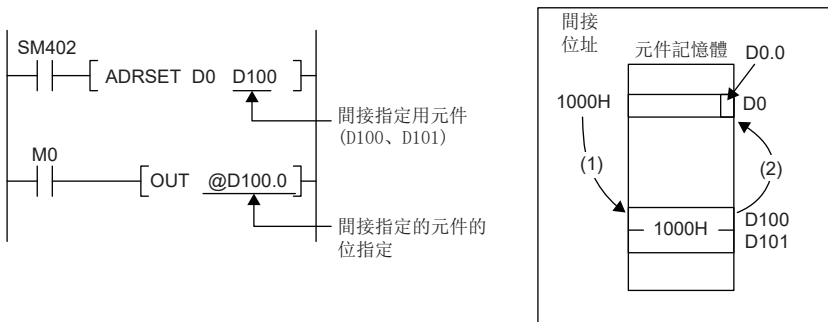 SM402
ADRSET D0 D100
間接指定用元件
(D100、D101)
M0
OUT @D100.0
間接指定的元件的
位指定
間接
位址
元件記憶體
D0.0
1000H
D0
(1)
(2)
1000H
D100
D101